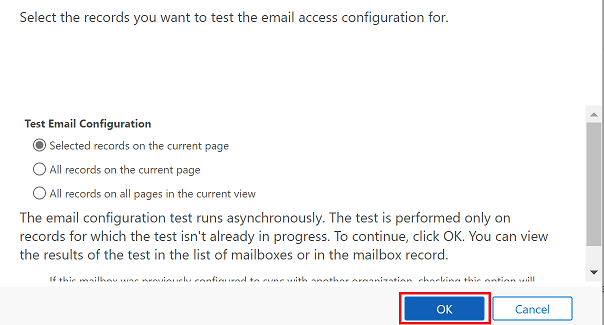 Select the records you want to test the email access configuration for.
Test Email Configuration
Selected records on the current page
All records on the current page
All records on all pages in the current view
The email configuration test runs asynchronously. The test is performed only on
records for which the test isn't already in progress. To continue, click OK. You can view
the results of the test in the list of mailboxes or in the mailbox record.
If this mailbox was previously configured to sync with another organization, checking this option will
OK
Cancel